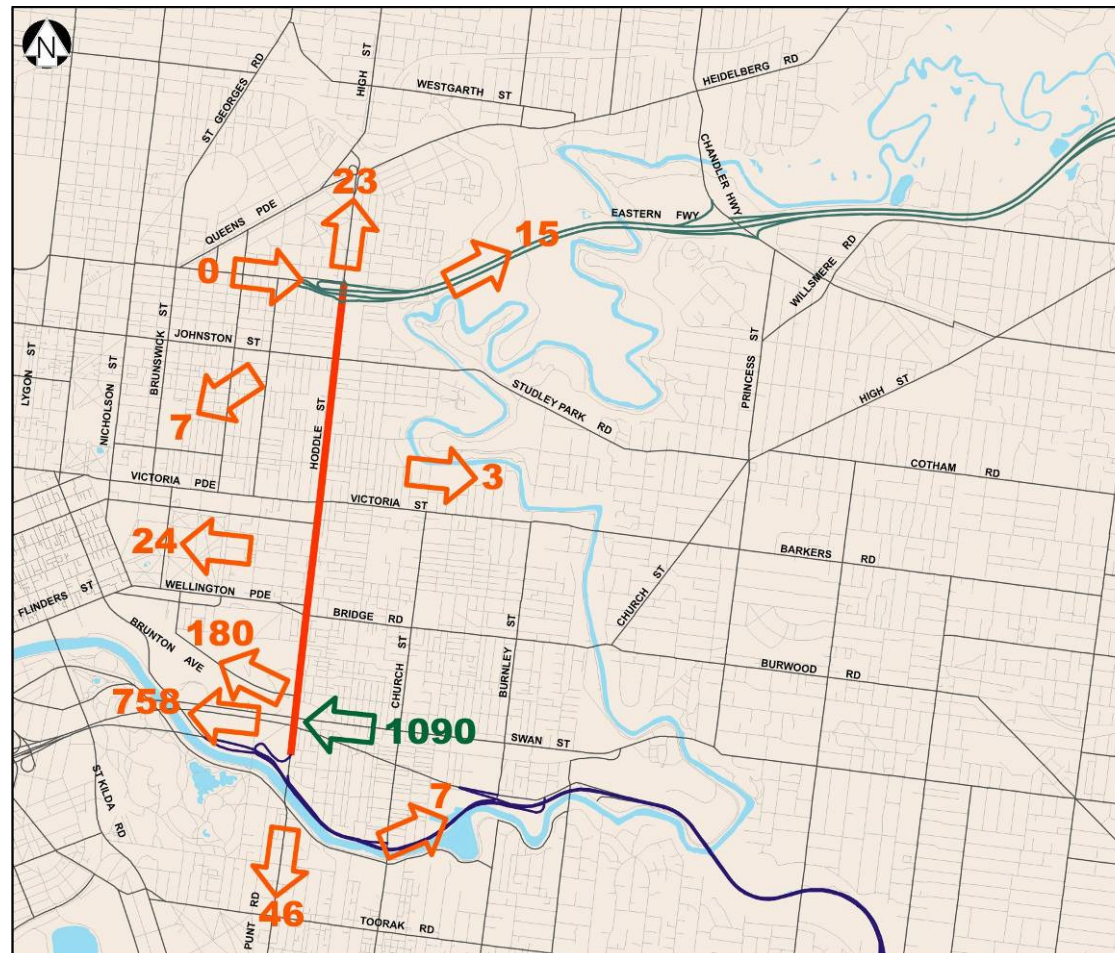 N
ST GEORGES RD
HIGH ST
WESTGARTH ST
HEIDELBERG RD
CHANDLER HWY
23
QUEENS PDE
EASTERN FWY
15
0
WILLSMERE RD
JOHNSTON ST
LYGON ST
NICHOLSON ST
BRUNSWICK ST
HODDLE ST
STUDLEY PARK RD
PRINCESS ST
HIGH ST
7
COTHAM RD
VICTORIA PDE
VICTORIA ST
3
24
BARKERS RD
FLINDERS ST
WELLINGTON PDE
BRIDGE RD
CHURCH ST
BRUNTON AVE
180
CHURCH ST
BURNLEY ST
BURWOOD RD
758
1090
SWAN ST
ST KILDA RD
7
46
PUNT RD
TOORAK RD